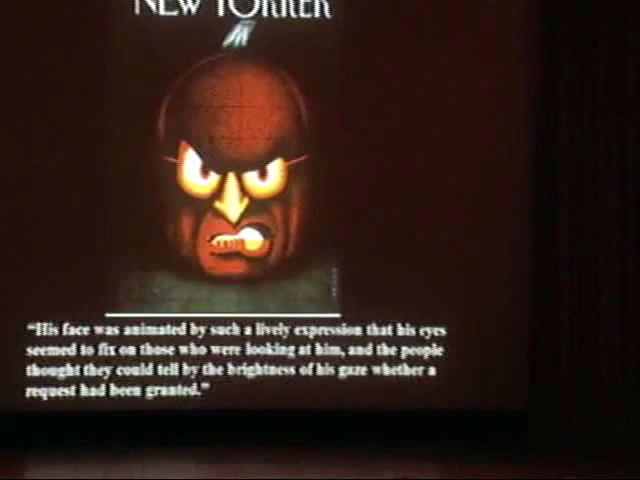 NEW YORKER
“His face was animated by such a lively expression that his eyes
seemed to fix on those who were looking at him, and the people
thought they could tell by the brightness of his gaze whether a
request had been granted.”